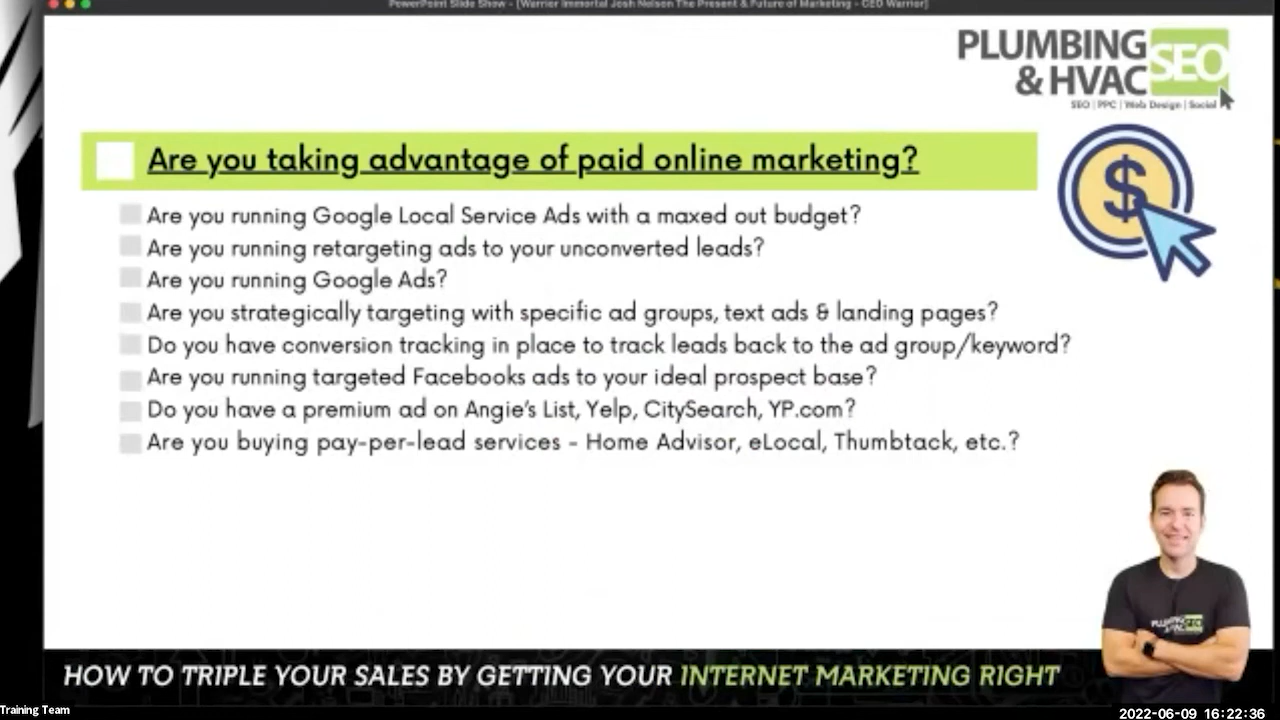 PowerPoint Slide Show - [Warrior Immortal Josh Nelson The Present & Future of Marketing - CEO Warrior]
PLUMBING
& HVAC SEO
SEO | PPC | Web Design | Social
Are you taking advantage of paid online marketing?
Are you running Google Local Service Ads with a maxed out budget?
Are you running retargeting ads to your unconverted leads?
Are you running Google Ads?
Are you strategically targeting with specific ad groups, text ads & landing pages?
Do you have conversion tracking in place to track leads back to the ad group/keyword?
Are you running targeted Facebooks ads to your ideal prospect base?
Do you have a premium ad on Angie's List, Yelp, CitySearch, YP.com?
Are you buying pay-per-lead services - Home Advisor, eLocal, Thumbtack, etc.?
PLUMBING
& HVAC SEO
HOW TO TRIPLE YOUR SALES BY GETTING YOUR INTERNET MARKETING RIGHT
Training Team
2022-06-09 16:22:36